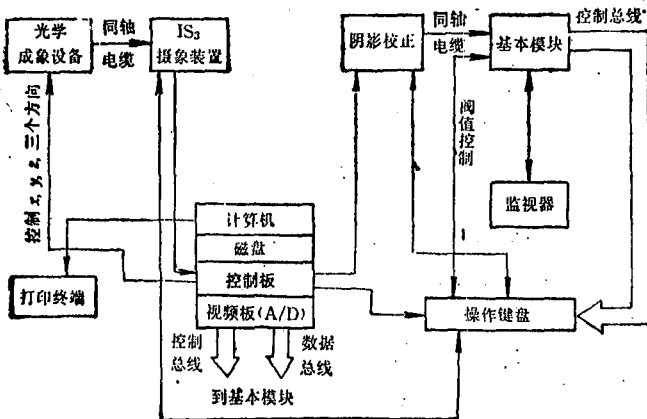 光学
成象设备
同轴
电缆
IS₃
摄象装置
阴影校正
同轴
电缆
基本模块
控制总线
控制 x, y, z, 三个方向
阈值控制
监视器
计算机
磁盘
控制板
视频板(A/D)
打印终端
操作键盘
控制
总线
数据
总线
到基本模块